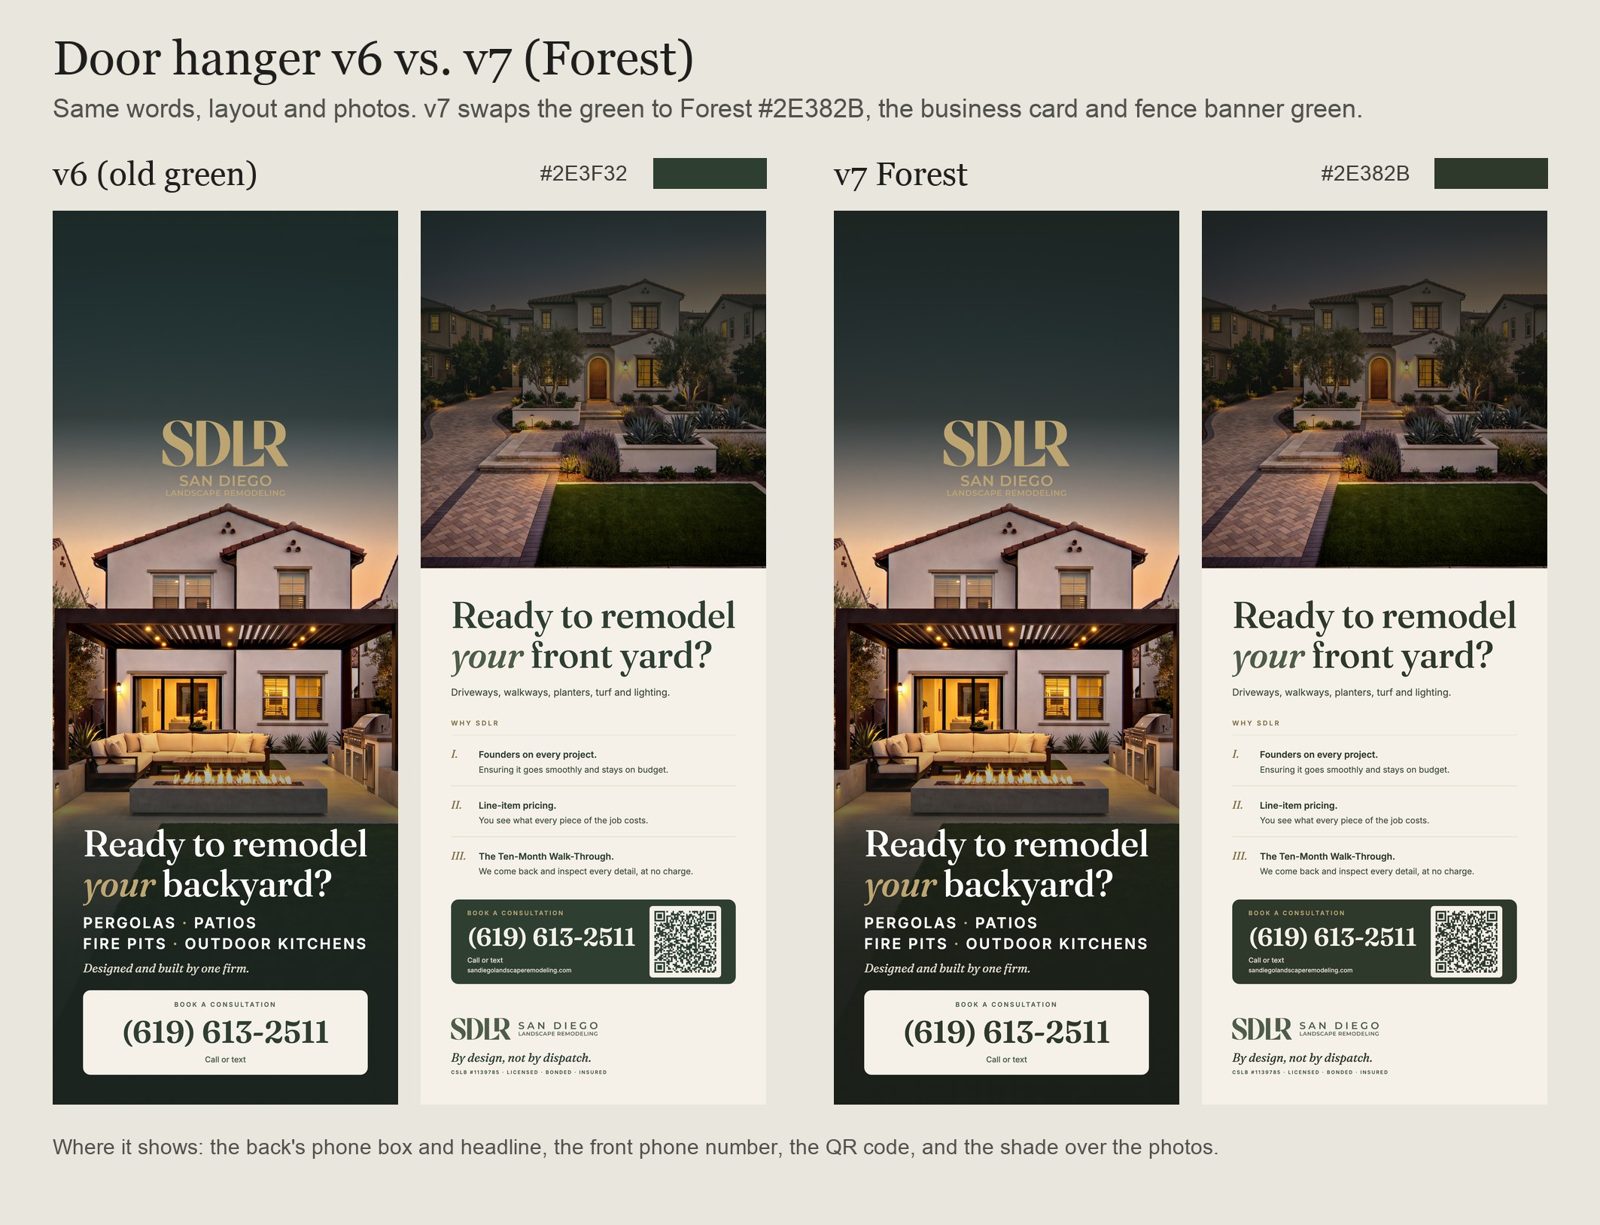 Door hanger v6 vs. v7 (Forest)
Same words, layout and photos. v7 swaps the green to Forest #2E382B, the business card and fence banner green.
v6 (old green)
#2E3F32
SDLR
SAN DIEGO
LANDSCAPE REMODELING
Ready to remodel
your backyard?
PERGOLAS · PATIOS
FIRE PITS · OUTDOOR KITCHENS
Designed and built by one firm.
BOOK A CONSULTATION
(619) 613-2511
Call or text
Ready to remodel
your front yard?
Driveways, walkways, planters, turf and lighting.
WHY SDLR
I. Founders on every project.
Ensuring it goes smoothly and stays on budget.
II. Line-item pricing.
You see what every piece of the job costs.
III. The Ten-Month Walk-Through.
We come back and inspect every detail, at no charge.
BOOK A CONSULTATION
(619) 613-2511
Call or text
sandiegolandscaperemodeling.com
SDLR SAN DIEGO
LANDSCAPE REMODELING
By design, not by dispatch.
CSLB #1139785 · LICENSED · BONDED · INSURED
v7 Forest
#2E382B
SDLR
SAN DIEGO
LANDSCAPE REMODELING
Ready to remodel
your backyard?
PERGOLAS · PATIOS
FIRE PITS · OUTDOOR KITCHENS
Designed and built by one firm.
BOOK A CONSULTATION
(619) 613-2511
Call or text
Ready to remodel
your front yard?
Driveways, walkways, planters, turf and lighting.
WHY SDLR
I. Founders on every project.
Ensuring it goes smoothly and stays on budget.
II. Line-item pricing.
You see what every piece of the job costs.
III. The Ten-Month Walk-Through.
We come back and inspect every detail, at no charge.
BOOK A CONSULTATION
(619) 613-2511
Call or text
sandiegolandscaperemodeling.com
SDLR SAN DIEGO
LANDSCAPE REMODELING
By design, not by dispatch.
CSLB #1139785 · LICENSED · BONDED · INSURED
Where it shows: the back's phone box and headline, the front phone number, the QR code, and the shade over the photos.